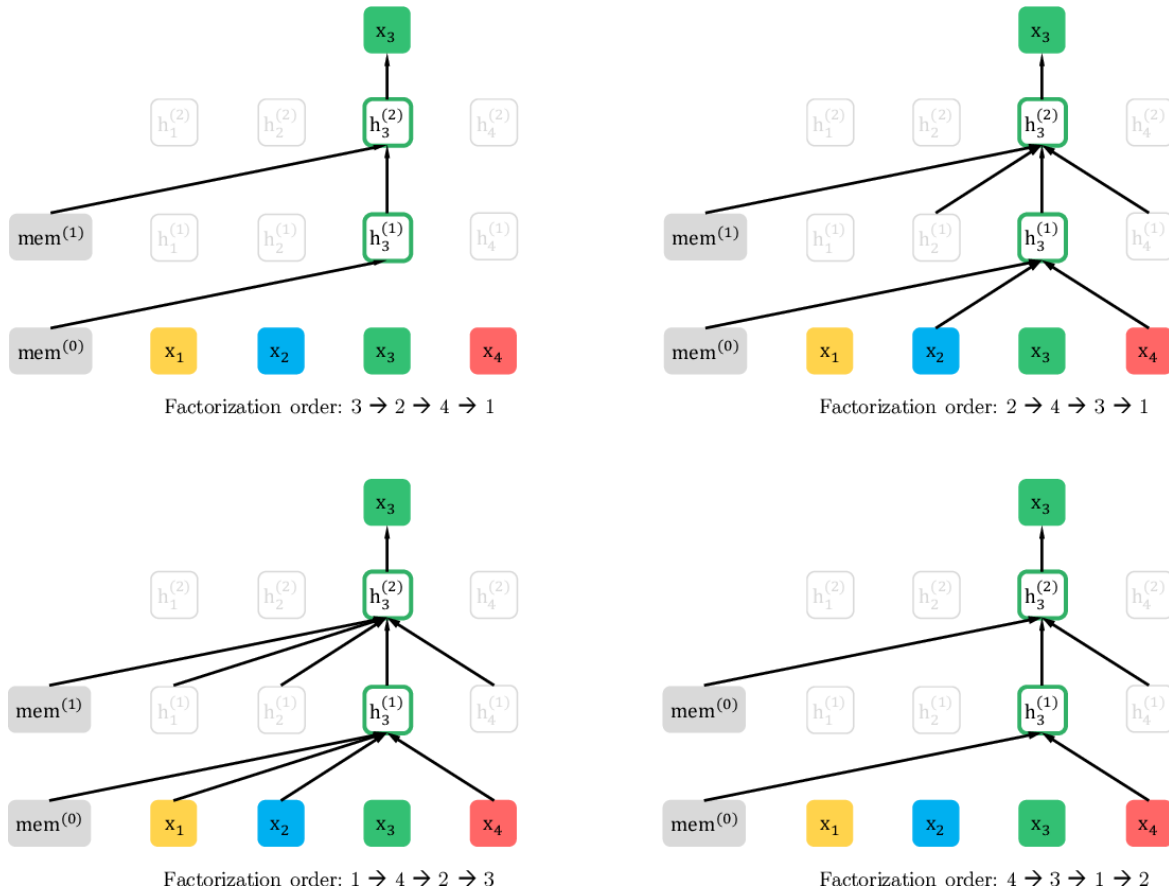 x₃ x₃
h₁⁽²⁾ h₂⁽²⁾ h₃⁽²⁾ h₄⁽²⁾ h₁⁽²⁾ h₂⁽²⁾ h₃⁽²⁾ h₄⁽²⁾
mem⁽¹⁾ h₁⁽¹⁾ h₂⁽¹⁾ h₃⁽¹⁾ h₄⁽¹⁾ mem⁽¹⁾ h₁⁽¹⁾ h₂⁽¹⁾ h₃⁽¹⁾ h₄⁽¹⁾
mem⁽⁰⁾ x₁ x₂ x₃ x₄ mem⁽⁰⁾ x₁ x₂ x₃ x₄
Factorization order: 3 → 2 → 4 → 1 Factorization order: 2 → 4 → 3 → 1
x₃ x₃
h₁⁽²⁾ h₂⁽²⁾ h₃⁽²⁾ h₄⁽²⁾ h₁⁽²⁾ h₂⁽²⁾ h₃⁽²⁾ h₄⁽²⁾
mem⁽¹⁾ h₁⁽¹⁾ h₂⁽¹⁾ h₃⁽¹⁾ h₄⁽¹⁾ mem⁽⁰⁾ h₁⁽¹⁾ h₂⁽¹⁾ h₃⁽¹⁾ h₄⁽¹⁾
mem⁽⁰⁾ x₁ x₂ x₃ x₄ mem⁽⁰⁾ x₁ x₂ x₃ x₄
Factorization order: 1 → 4 → 2 → 3 Factorization order: 4 → 3 → 1 → 2